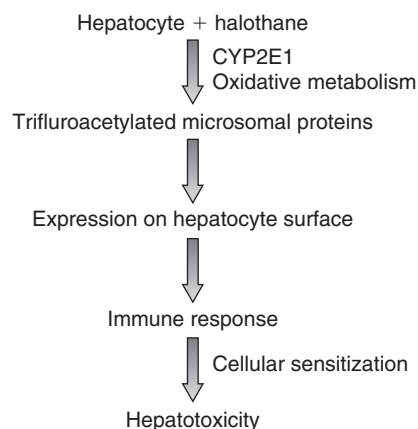 Hepatocyte + halothane
CYP2E1
Oxidative metabolism
Trifluroacetylated microsomal proteins
Expression on hepatocyte surface
Immune response
Cellular sensitization
Hepatotoxicity